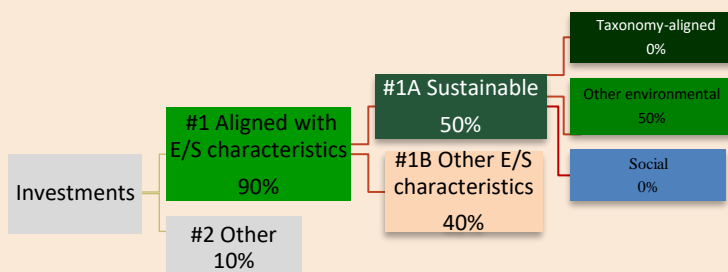 Investments
#1 Aligned with
E/S characteristics
90%
#2 Other
10%
#1A Sustainable
50%
#1B Other E/S
characteristics
40%
Taxonomy-aligned
0%
Other environmental
50%
Social
0%